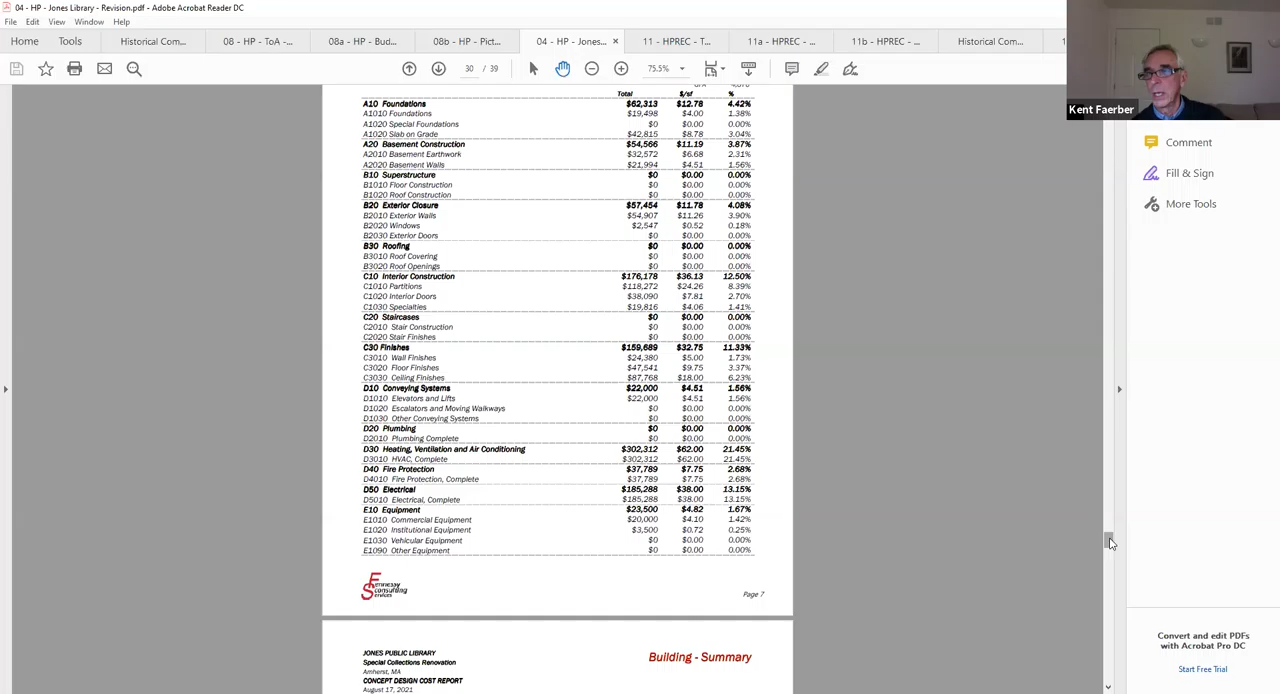 04 - HP - Jones Library - Revision.pdf - Adobe Acrobat Reader DC
File Edit View Window Help
Home Tools Historical Com... 08 - HP - ToA -... 08a - HP - Bud... 08b - HP - Pict... 04 - HP - Jones... × 11 - HPREC - T... 11a - HPREC - ... 11b - HPREC - ... Historical Com...
30 / 39 75.5%
Kent Faerber
Total $/sf %
A10 Foundations $62,313 $12.78 4.42%
A1010 Foundations $19,498 $4.00 1.38%
A1020 Special Foundations $0 $0.00 0.00%
A1020 Slab on Grade $42,815 $8.78 3.04%
A20 Basement Construction $54,566 $11.19 3.87%
A2010 Basement Earthwork $32,572 $6.68 2.31%
A2020 Basement Walls $21,994 $4.51 1.56%
B10 Superstructure $0 $0.00 0.00%
B1010 Floor Construction $0 $0.00 0.00%
B1020 Roof Construction $0 $0.00 0.00%
B20 Exterior Closure $57,454 $11.78 4.08%
B2010 Exterior Walls $54,907 $11.26 3.90%
B2020 Windows $2,547 $0.52 0.18%
B2030 Exterior Doors $0 $0.00 0.00%
B30 Roofing $0 $0.00 0.00%
B3010 Roof Covering $0 $0.00 0.00%
B3020 Roof Openings $0 $0.00 0.00%
C10 Interior Construction $176,178 $36.13 12.50%
C1010 Partitions $118,272 $24.26 8.39%
C1020 Interior Doors $38,090 $7.81 2.70%
C1030 Specialties $19,816 $4.06 1.41%
C20 Staircases $0 $0.00 0.00%
C2010 Stair Construction $0 $0.00 0.00%
C2020 Stair Finishes $0 $0.00 0.00%
C30 Finishes $159,689 $32.75 11.33%
C3010 Wall Finishes $24,380 $5.00 1.73%
C3020 Floor Finishes $47,541 $9.75 3.37%
C3030 Ceiling Finishes $87,768 $18.00 6.23%
D10 Conveying Systems $22,000 $4.51 1.56%
D1010 Elevators and Lifts $22,000 $4.51 1.56%
D1020 Escalators and Moving Walkways $0 $0.00 0.00%
D1030 Other Conveying Systems $0 $0.00 0.00%
D20 Plumbing $0 $0.00 0.00%
D2010 Plumbing Complete $0 $0.00 0.00%
D30 Heating, Ventilation and Air Conditioning $302,312 $62.00 21.45%
D3010 HVAC, Complete $302,312 $62.00 21.45%
D40 Fire Protection $37,789 $7.75 2.68%
D4010 Fire Protection, Complete $37,789 $7.75 2.68%
D50 Electrical $185,288 $38.00 13.15%
D5010 Electrical, Complete $185,288 $38.00 13.15%
E10 Equipment $23,500 $4.82 1.67%
E1010 Commercial Equipment $20,000 $4.10 1.42%
E1020 Institutional Equipment $3,500 $0.72 0.25%
E1030 Vehicular Equipment $0 $0.00 0.00%
E1090 Other Equipment $0 $0.00 0.00%
Fennessy
Consulting
Services
Page 7
JONES PUBLIC LIBRARY
Special Collections Renovation
Amherst, MA
CONCEPT DESIGN COST REPORT
August 17, 2021
Building - Summary
Comment
Fill & Sign
More Tools
Convert and edit PDFs
with Acrobat Pro DC
Start Free Trial